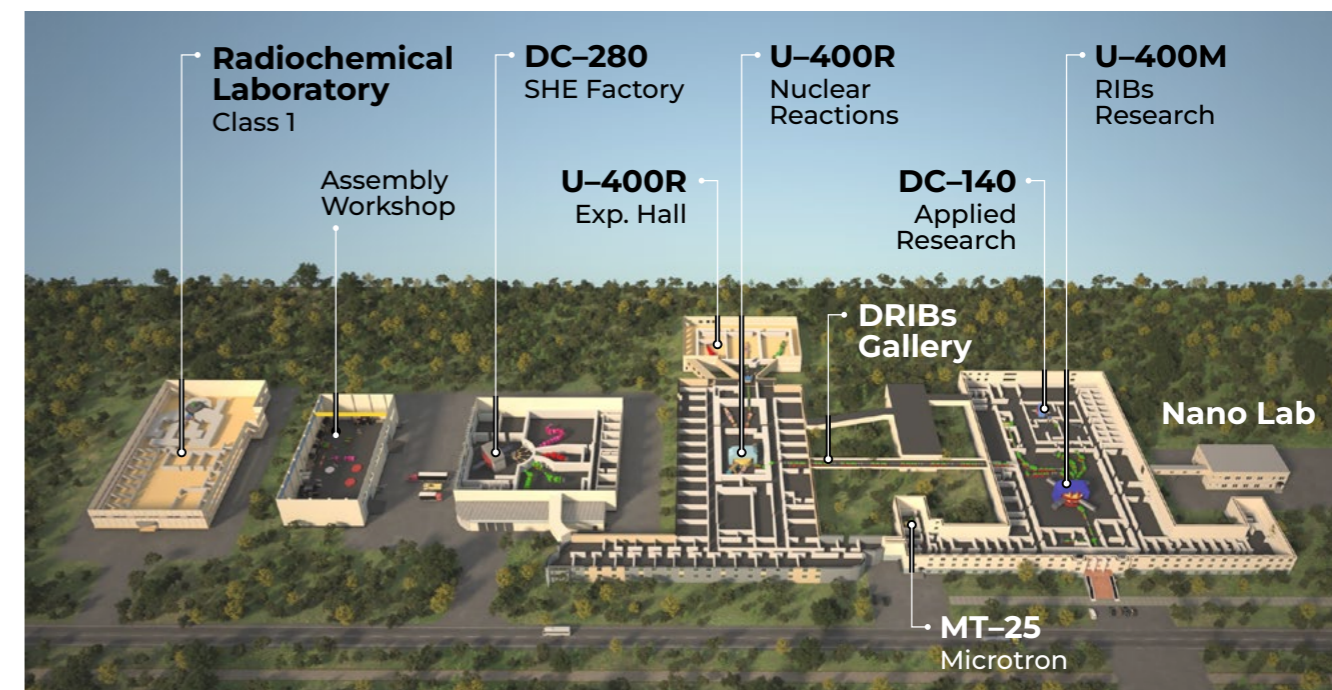 Radiochemical
Laboratory
Class 1
DC–280
SHE Factory
U–400R
Nuclear
Reactions
U–400M
RIBs
Research
Assembly
Workshop
U–400R
Exp. Hall
DC–140
Applied
Research
DRIBs
Gallery
Nano Lab
MT–25
Microtron